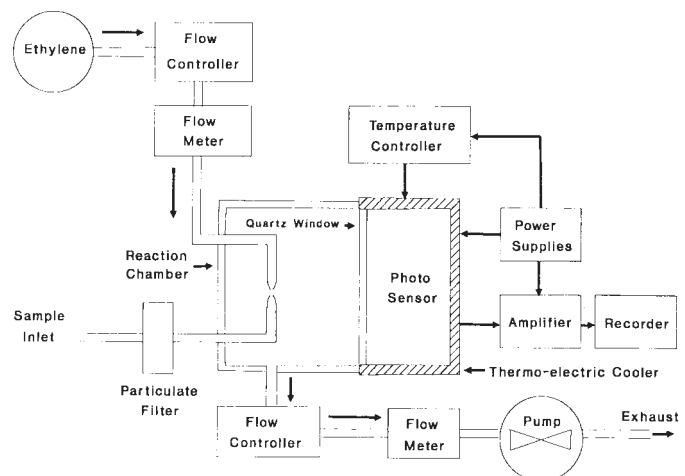 Ethylene
Flow
Controller
Flow
Meter
Temperature
Controller
Quartz Window
Power
Supplies
Reaction
Chamber
Photo
Sensor
Sample
Inlet
Amplifier
Recorder
Particulate
Filter
Thermo-electric Cooler
Flow
Controller
Flow
Meter
Pump
Exhaust